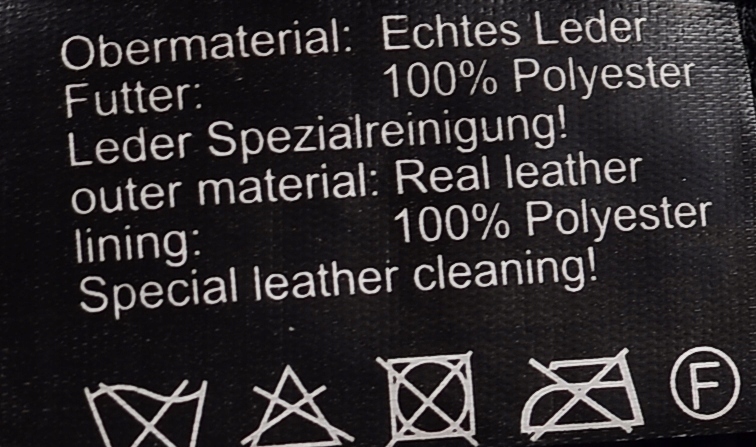 Obermaterial: Echtes Leder
Futter: 100% Polyester
Leder Spezialreinigung!
outer material: Real leather
lining: 100% Polyester
Special leather cleaning!
F